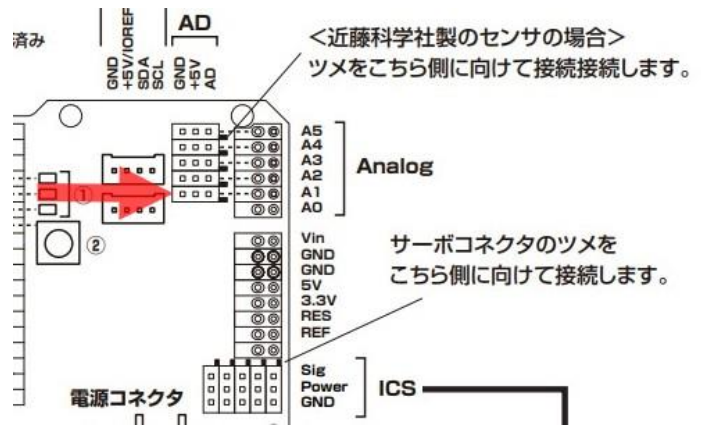 済み
GND
+5V/IOREF
SDA
SCL
AD
GND
+5V
AD
<近藤科学社製のセンサの場合>
ツメをこちら側に向けて接続接続します。
A5
A4
A3
A2
A1
A0
Analog
①
②
Vin
GND
GND
5V
3.3V
RES
REF
サーボコネクタのツメを
こちら側に向けて接続します。
Sig
Power
GND
ICS
電源コネクタ